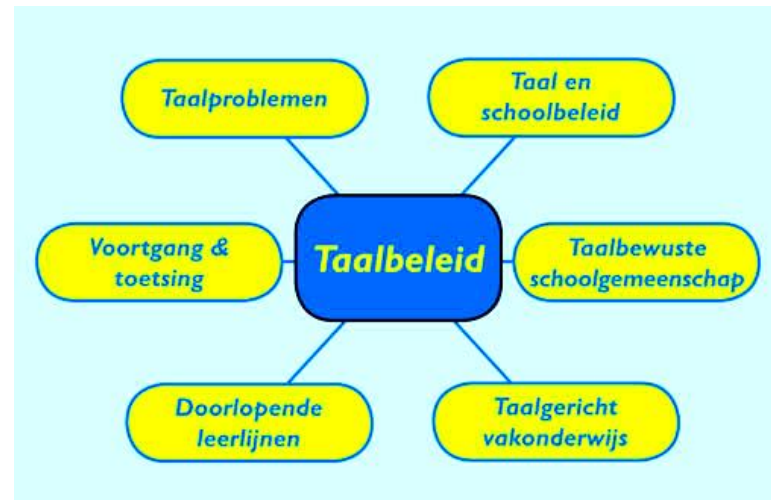 Taalproblemen
Taal en
schoolbeleid
Voortgang &
toetsing
Taalbeleid
Taalbewuste
schoolgemeenschap
Doorlopende
leerlijnen
Taalgericht
vakonderwijs